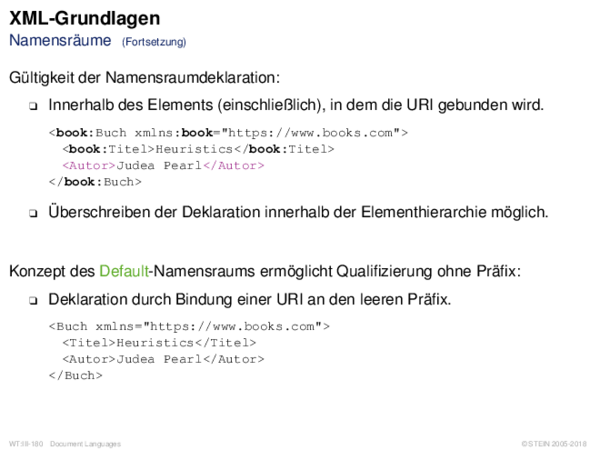 XML-Grundlagen
Namensräume (Fortsetzung)
Gültigkeit der Namensraumdeklaration:
❑ Innerhalb des Elements (einschließlich), in dem die URI gebunden wird.
<book:Buch xmlns:book="https://www.books.com">
<book:Titel>Heuristics</book:Titel>
<Autor>Judea Pearl</Autor>
</book:Buch>
❑ Überschreiben der Deklaration innerhalb der Elementhierarchie möglich.
Konzept des Default-Namensraums ermöglicht Qualifizierung ohne Präfix:
❑ Deklaration durch Bindung einer URI an den leeren Präfix.
<Buch xmlns="https://www.books.com">
<Titel>Heuristics</Titel>
<Autor>Judea Pearl</Autor>
</Buch>
WT:III-160 Document Languages © STEIN 2005-2018